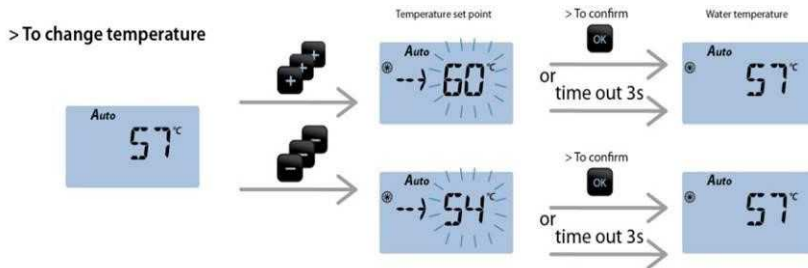 > To change temperature
Auto
57°C
+ + +
- - -
Temperature set point
Auto
---) 60°C
> To confirm
OK
or
time out 3s
Water temperature
Auto
57°C
Auto
---) 54°C
> To confirm
OK
or
time out 3s
Auto
57°C